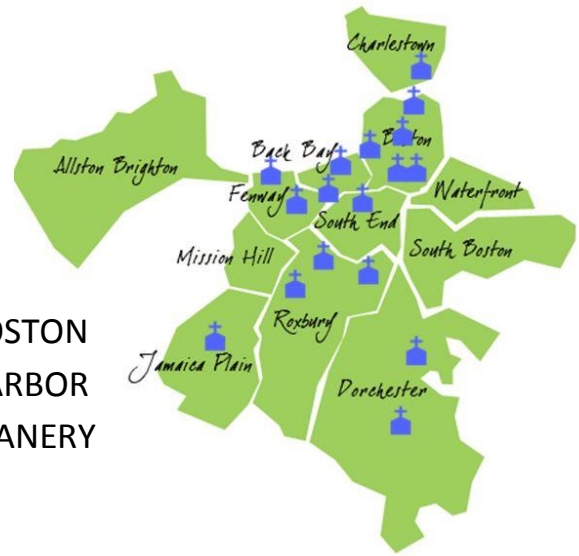 Charlestown
Boston
Back Bay
Allston Brighton
Fenway
Waterfront
South End
South Boston
Mission Hill
Roxbury
OSTON
Jamaica Plain
ARBOR
Dorchester
ANERY